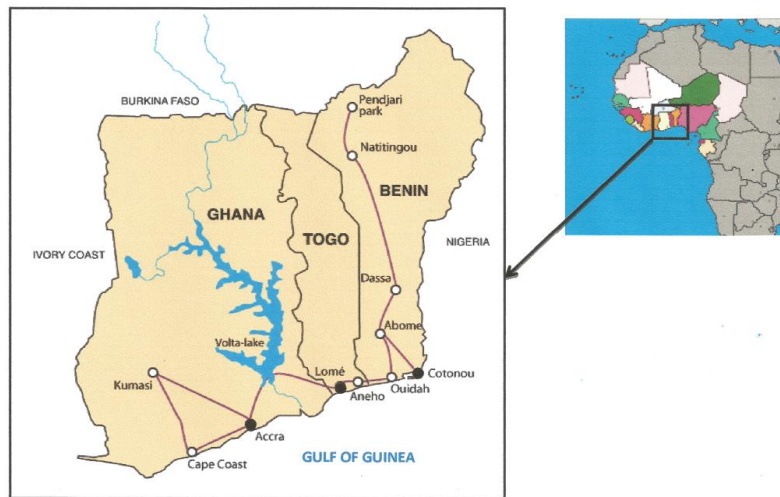 Pendjari
park
BURKINA FASO
Natitingou
BENIN
GHANA
TOGO
NIGERIA
IVORY COAST
Dassa
Abome
Volta-lake
Lomé
Cotonou
Kumasi
Aneho
Ouidah
Accra
Cape Coast
GULF OF GUINEA